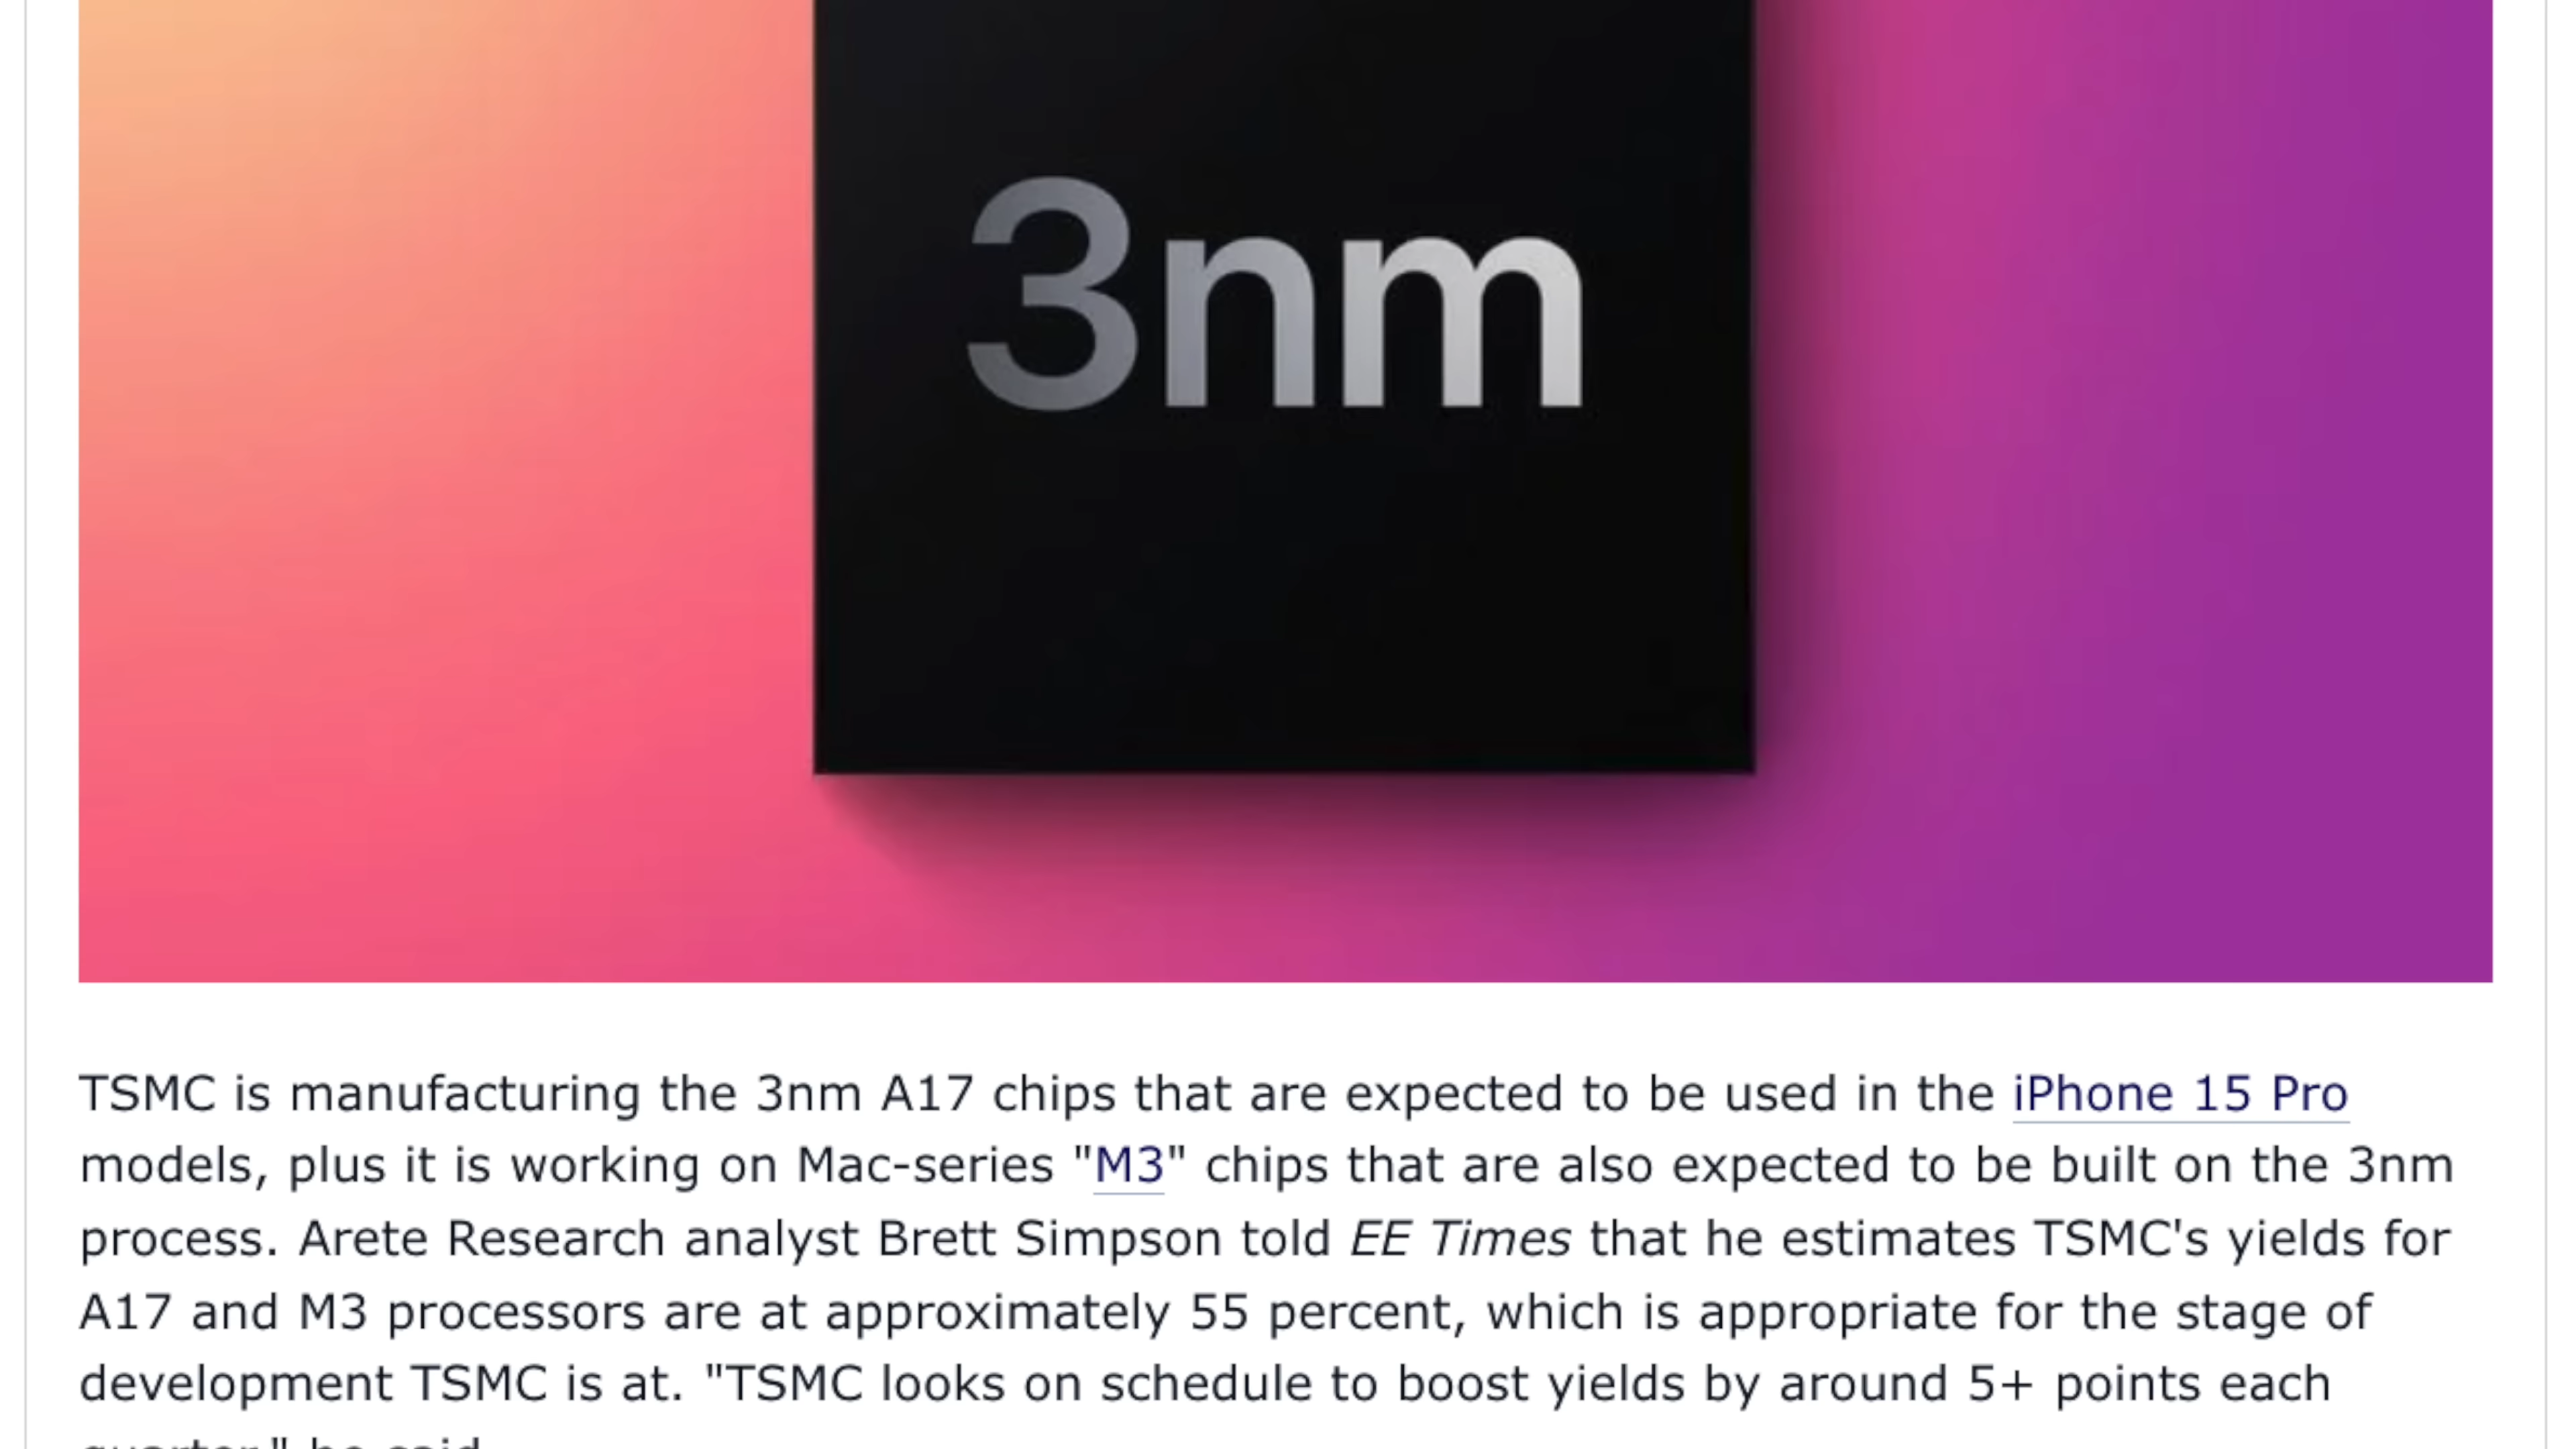 3nm
TSMC is manufacturing the 3nm A17 chips that are expected to be used in the iPhone 15 Pro
models, plus it is working on Mac-series "M3" chips that are also expected to be built on the 3nm
process. Arete Research analyst Brett Simpson told EE Times that he estimates TSMC's yields for
A17 and M3 processors are at approximately 55 percent, which is appropriate for the stage of
development TSMC is at. "TSMC looks on schedule to boost yields by around 5+ points each
quarter," he said